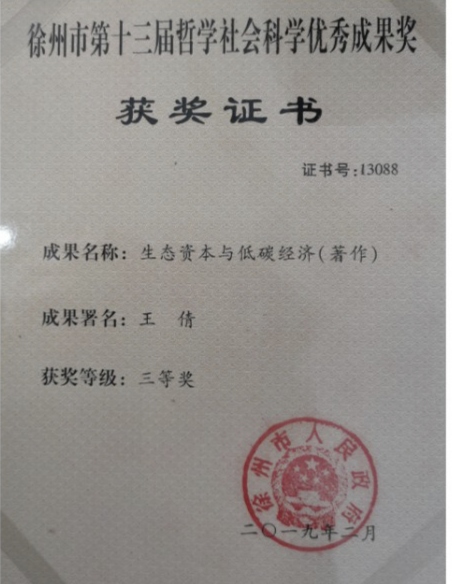 徐州市第十三届哲学社会科学优秀成果奖
获奖证书
证书号:13088
成果名称: 生态资本与低碳经济(著作)
成果署名: 王 倩
获奖等级: 三等奖
徐州市人民政府
二〇一九年二月